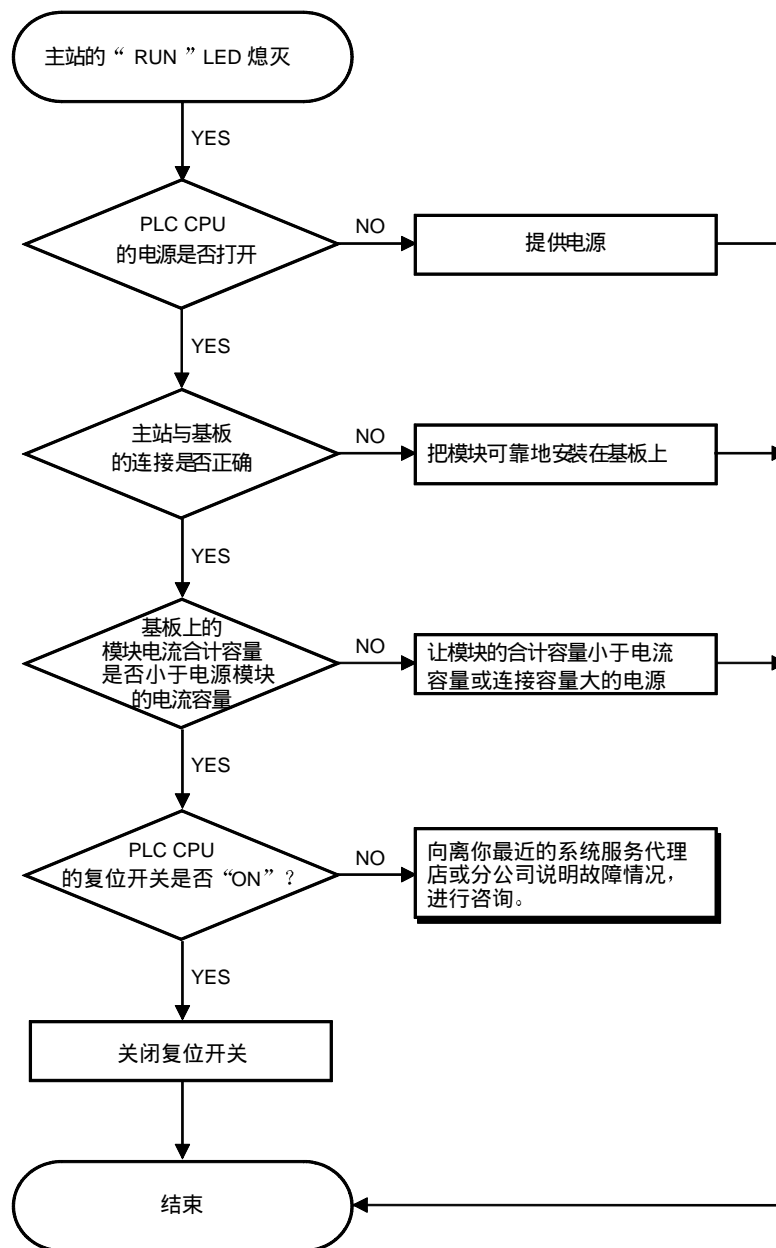 主站的“ RUN ”LED 熄灭
YES
PLC CPU
的电源是否打开
NO
提供电源
YES
主站与基板
的连接是否正确
NO
把模块可靠地安装在基板上
YES
基板上的
模块电流合计容量
是否小于电源模块
的电流容量
NO
让模块的合计容量小于电流
容量或连接容量大的电源
YES
PLC CPU
的复位开关是否“ON”？
NO
向离你最近的系统服务代理
店或分公司说明故障情况，
进行咨询。
YES
关闭复位开关
结束